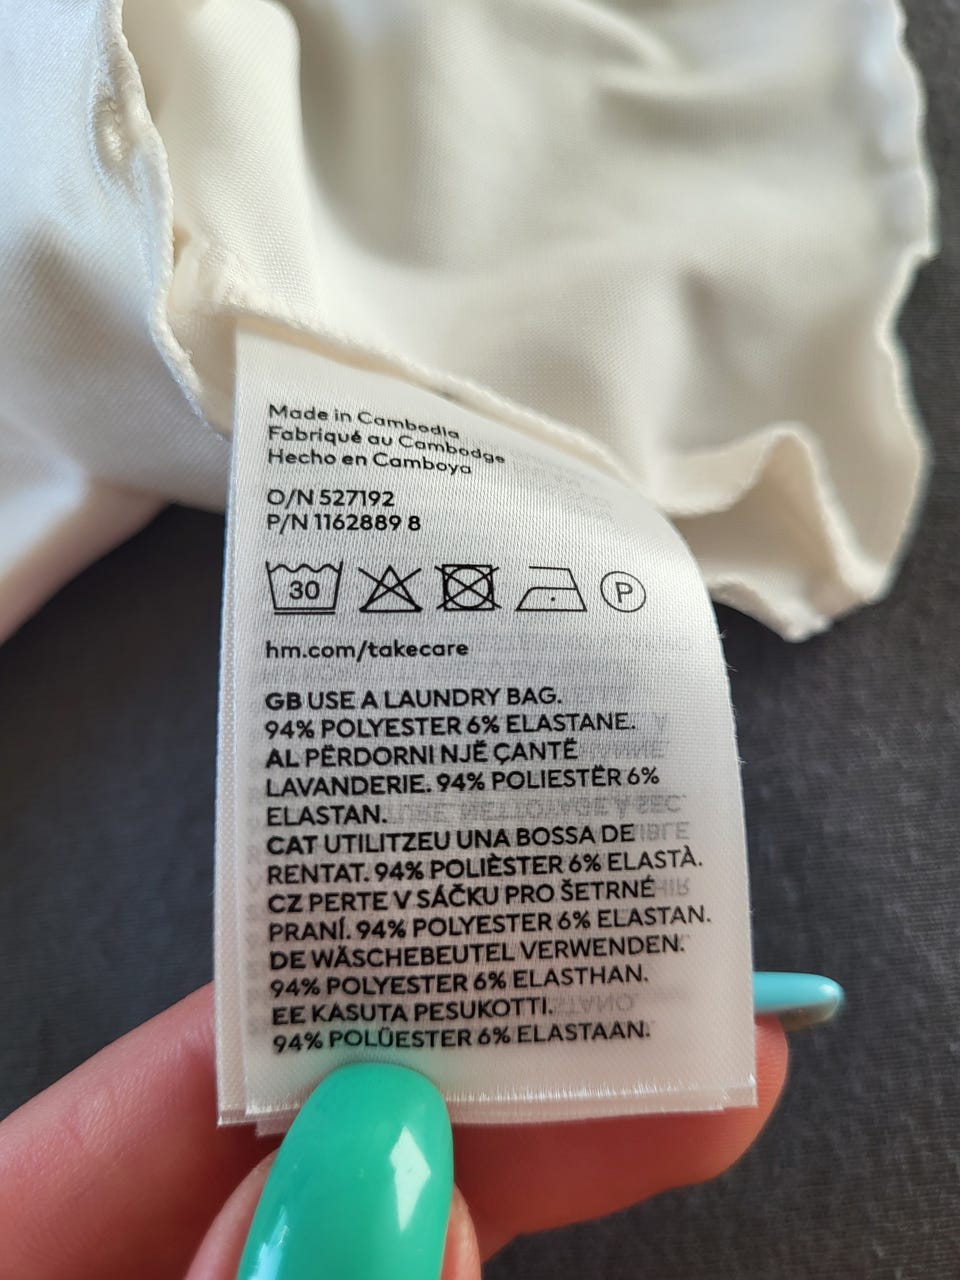 Made in Cambodia
Fabriqué au Cambodge
Hecho en Camboya
O/N 527192
P/N 1162889 8
30 P
hm.com/takecare
GB USE A LAUNDRY BAG.
94% POLYESTER 6% ELASTANE.
AL PËRDORNI NJË ÇANTË
LAVANDERIE. 94% POLIESTËR 6%
ELASTAN.
CAT UTILITZEU UNA BOSSA DE
RENTAT. 94% POLIÈSTER 6% ELASTÀ.
CZ PERTE V SÁČKU PRO ŠETRNÉ
PRANÍ. 94% POLYESTER 6% ELASTAN.
DE WÄSCHEBEUTEL VERWENDEN.
94% POLYESTER 6% ELASTHAN.
EE KASUTA PESUKOTTI.
94% POLÜESTER 6% ELASTAAN.